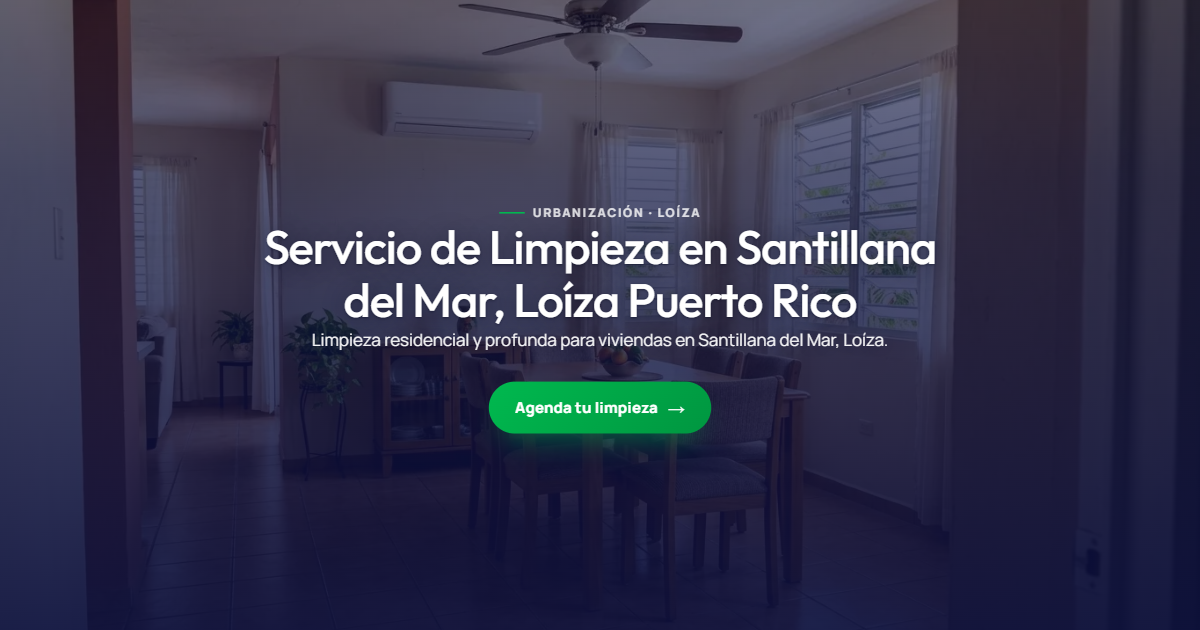 URBANIZACIÓN · LOÍZA
Servicio de Limpieza en Santillana
del Mar, Loíza Puerto Rico
Limpieza residencial y profunda para viviendas en Santillana del Mar, Loíza.
Agenda tu limpieza →